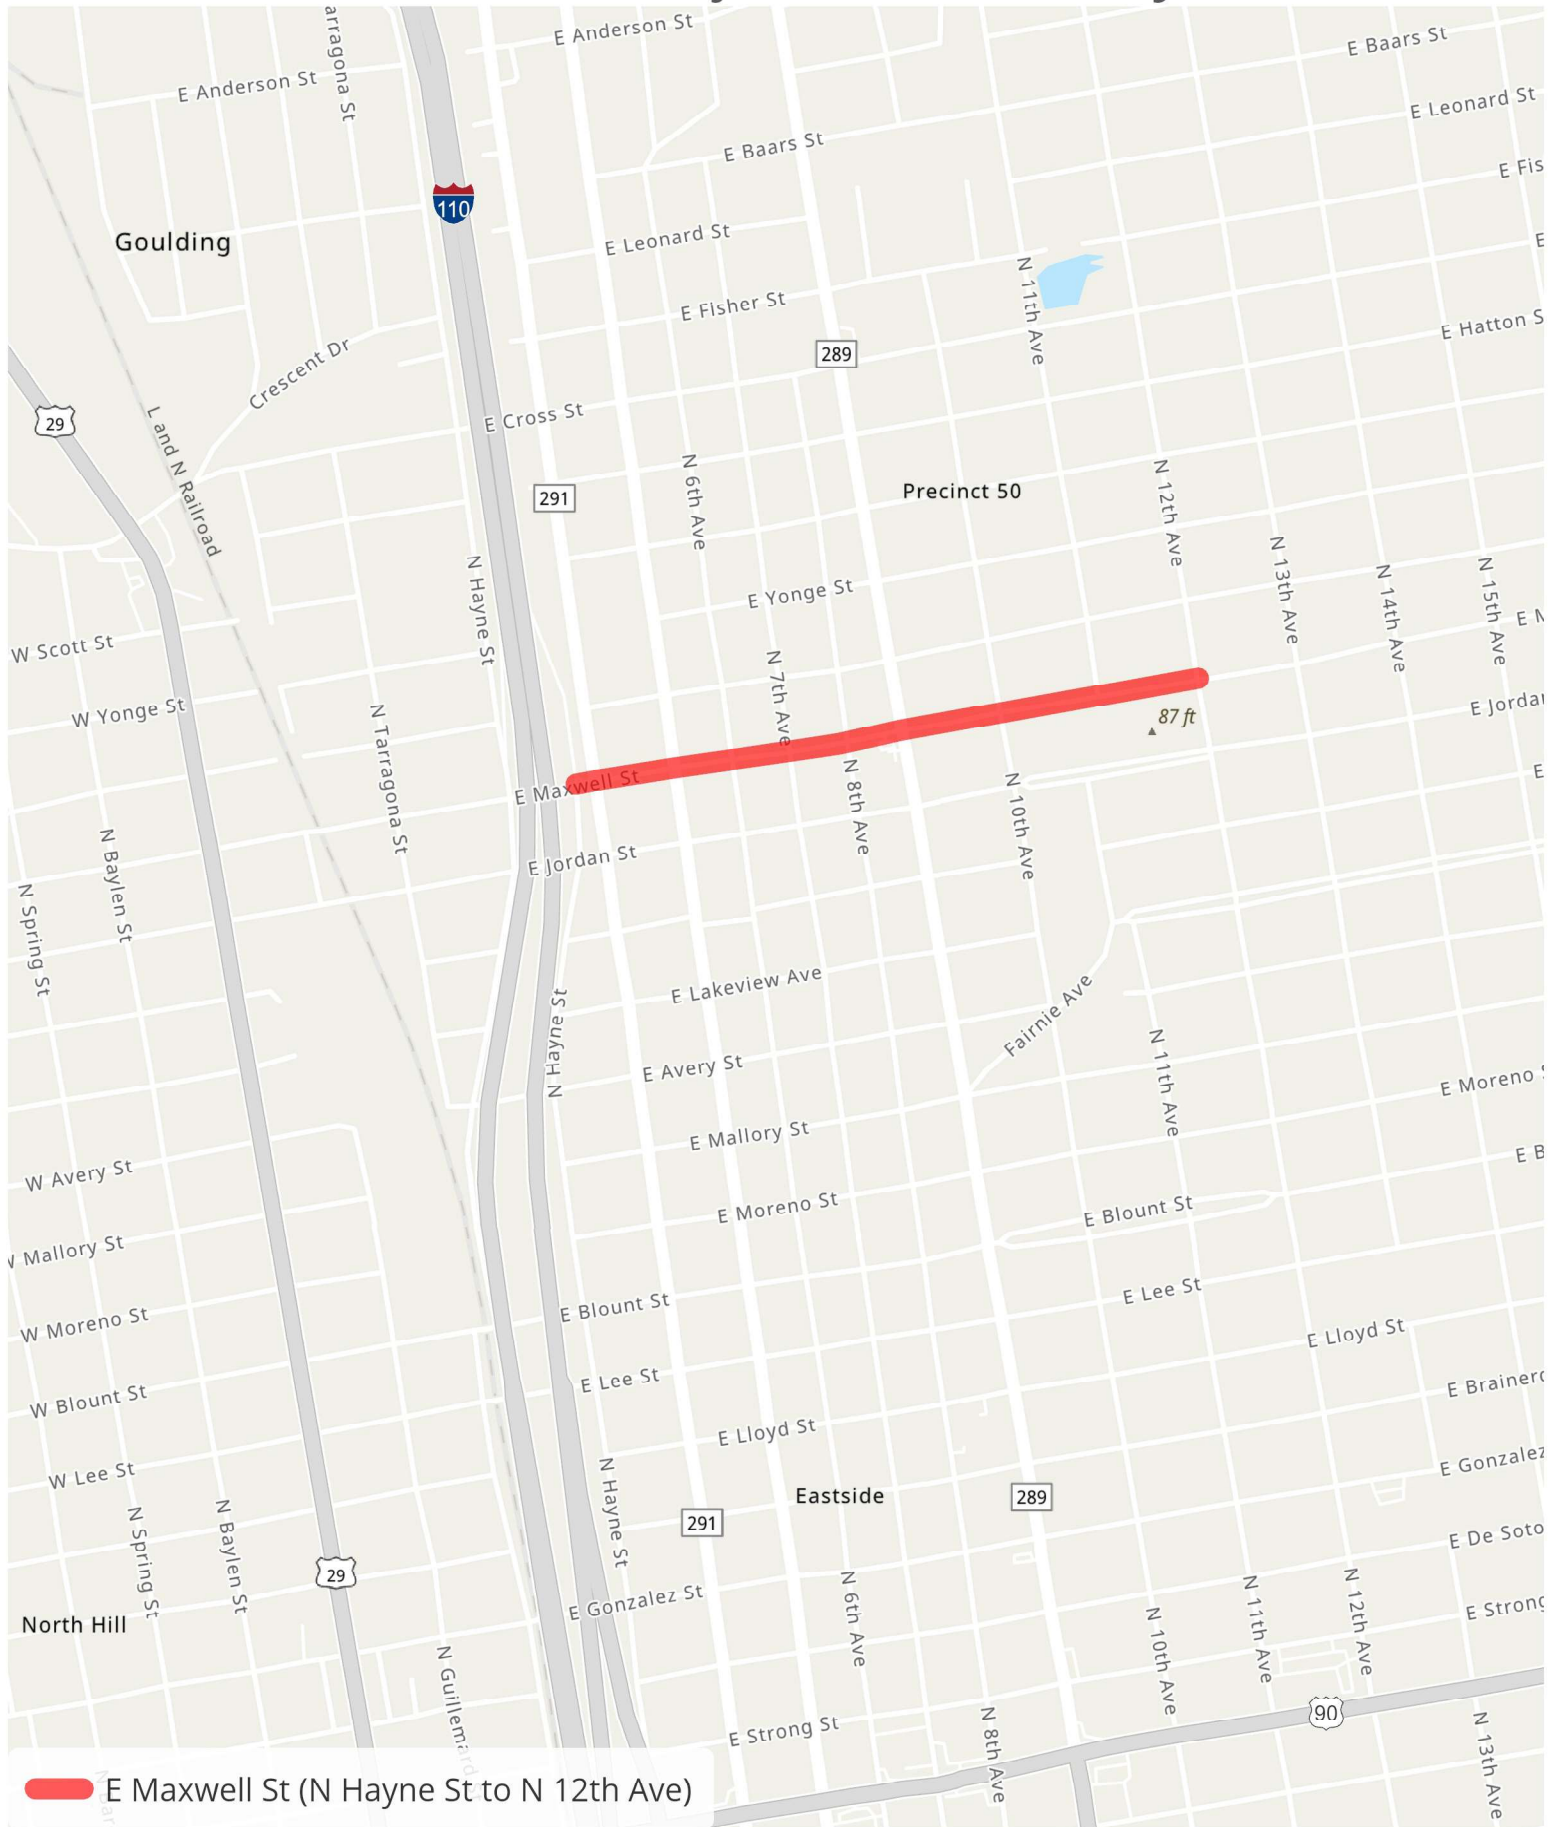 E Anderson St
E Baars St
E Anderson St
arragona St
E Leonard St
E Baars St
E Fis
110
Goulding
E Leonard St
E
N 11th Ave
E Fisher St
E Hatton S
289
Crescent Dr
E Cross St
29
L and N Railroad
291
N 6th Ave
Precinct 50
N 12th Ave
N Hayne St
N 13th Ave
N 14th Ave
N 15th Ave
E Yonge St
E M
W Scott St
W Yonge St
N 7th Ave
87 ft
E Jordan
N Tarragona St
E Maxwell St
N 8th Ave
N 10th Ave
E
N Baylen St
E Jordan St
N Spring St
E Lakeview Ave
N Hayne St
Fairnie Ave
E Avery St
N 11th Ave
E Moreno S
E Mallory St
E B
W Avery St
E Moreno St
E Blount St
W Mallory St
E Lee St
E Blount St
W Moreno St
E Lloyd St
E Lee St
E Brainerd
W Blount St
E Lloyd St
E Gonzalez
W Lee St
N Hayne St
Eastside
289
291
N Spring St
N Baylen St
E De Soto
29
N 6th Ave
N 11th Ave
N 12th Ave
E Gonzalez St
E Strong
N 10th Ave
North Hill
N Guillemard
N 8th Ave
90
E Strong St
N 13th Ave
N Bar
E Maxwell St (N Hayne St to N 12th Ave)